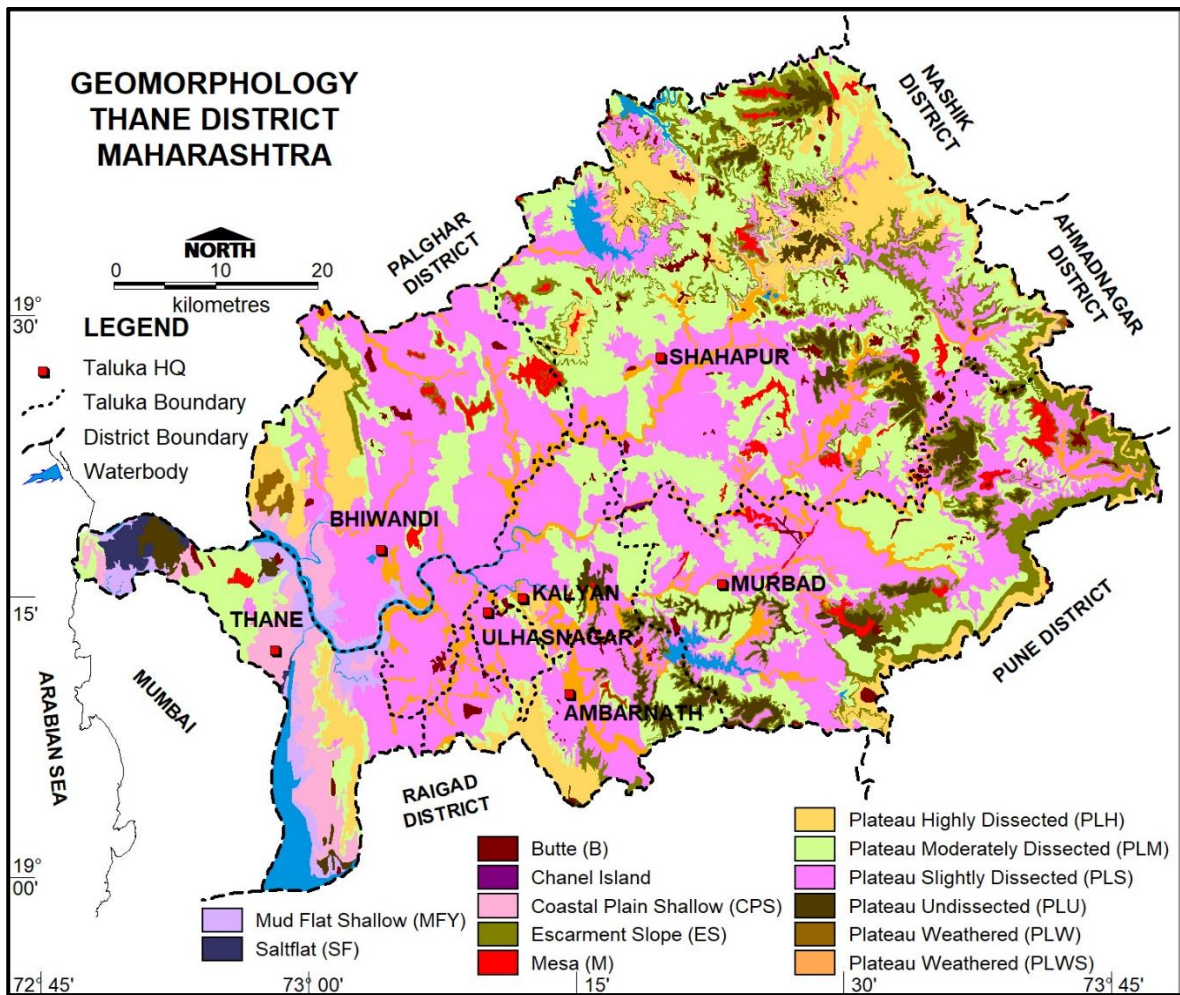 GEOMORPHOLOGY
THANE DISTRICT
MAHARASHTRA
NORTH
0 10 20
kilometres
19°
30'
LEGEND
Taluka HQ
Taluka Boundary
District Boundary
Waterbody
NASHIK
DISTRICT
PALGHAR
DISTRICT
AHMADNAGAR
DISTRICT
SHAHAPUR
BHIWANDI
15'
KALYAN
MURBAD
THANE
ULHASNAGAR
PUNE DISTRICT
MUMBAI
ARABIAN SEA
AMBARNATH
RAIGAD
DISTRICT
19°
00'
Mud Flat Shallow (MFY)
Saltflat (SF)
Butte (B)
Chanel Island
Coastal Plain Shallow (CPS)
Escarment Slope (ES)
Mesa (M)
Plateau Highly Dissected (PLH)
Plateau Moderately Dissected (PLM)
Plateau Slightly Dissected (PLS)
Plateau Undissected (PLU)
Plateau Weathered (PLW)
Plateau Weathered (PLWS)
72°45' 73°00' 15' 30' 73°45'